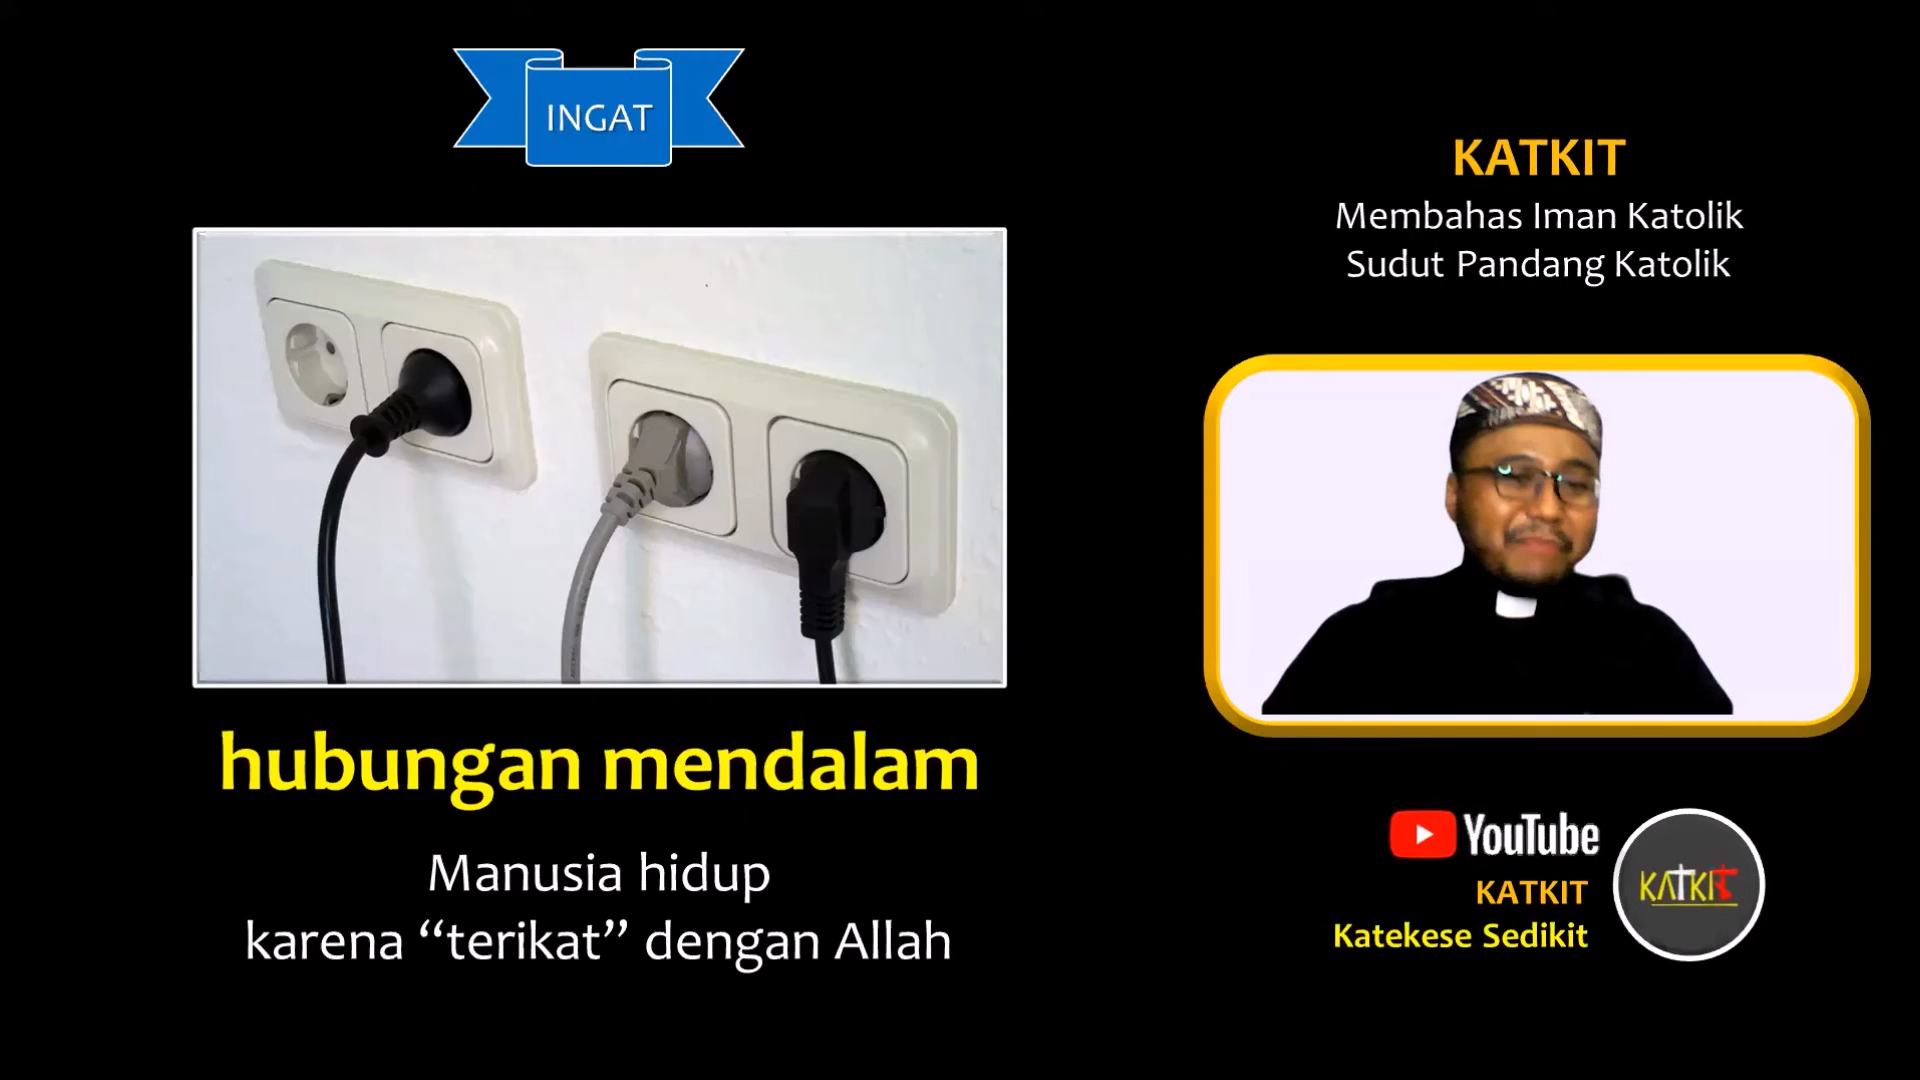 INGAT
hubungan mendalam
Manusia hidup
karena “terikat” dengan Allah
KATKIT
Membahas Iman Katolik
Sudut Pandang Katolik
YouTube
KATKIT
Katekese Sedikit
KATKIT